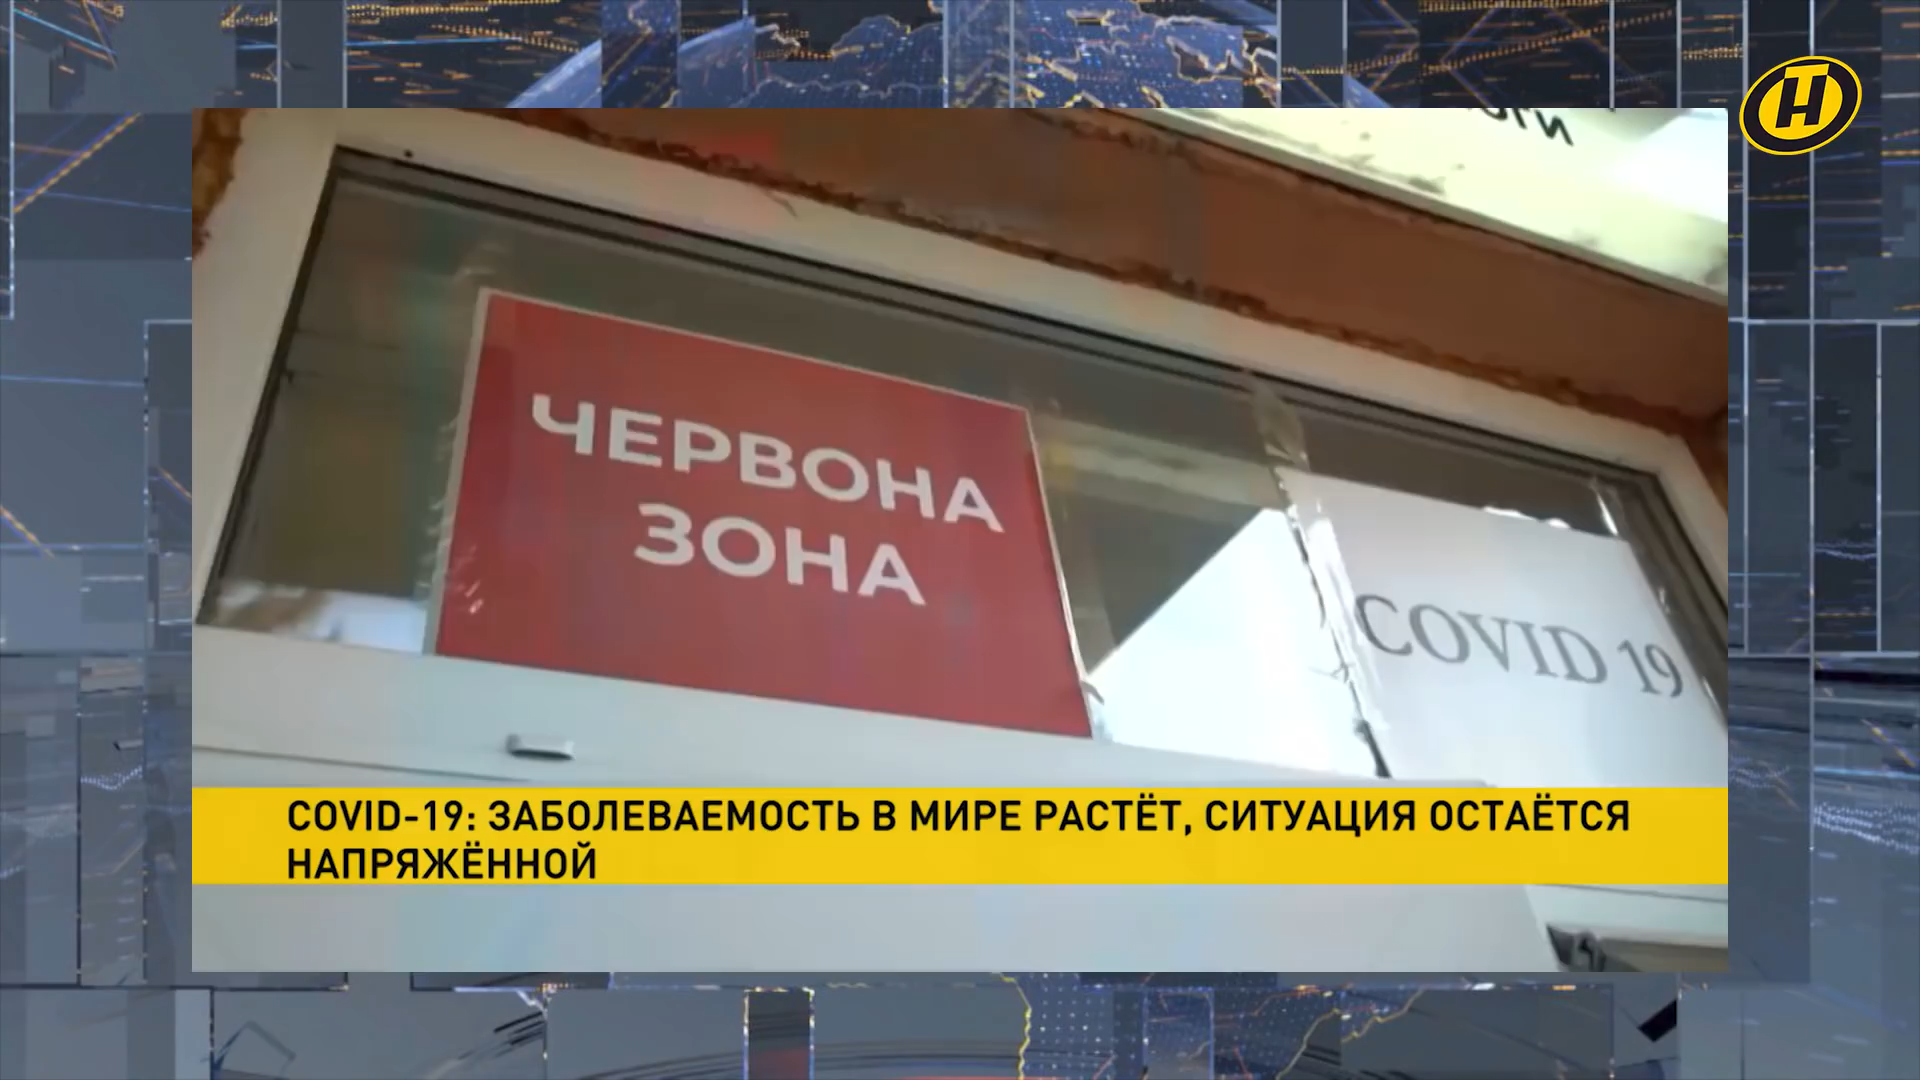 ЧЕРВОНА
ЗОНА
COVID 19
COVID-19: ЗАБОЛЕВАЕМОСТЬ В МИРЕ РАСТЁТ, СИТУАЦИЯ ОСТАЁТСЯ
НАПРЯЖЁННОЙ